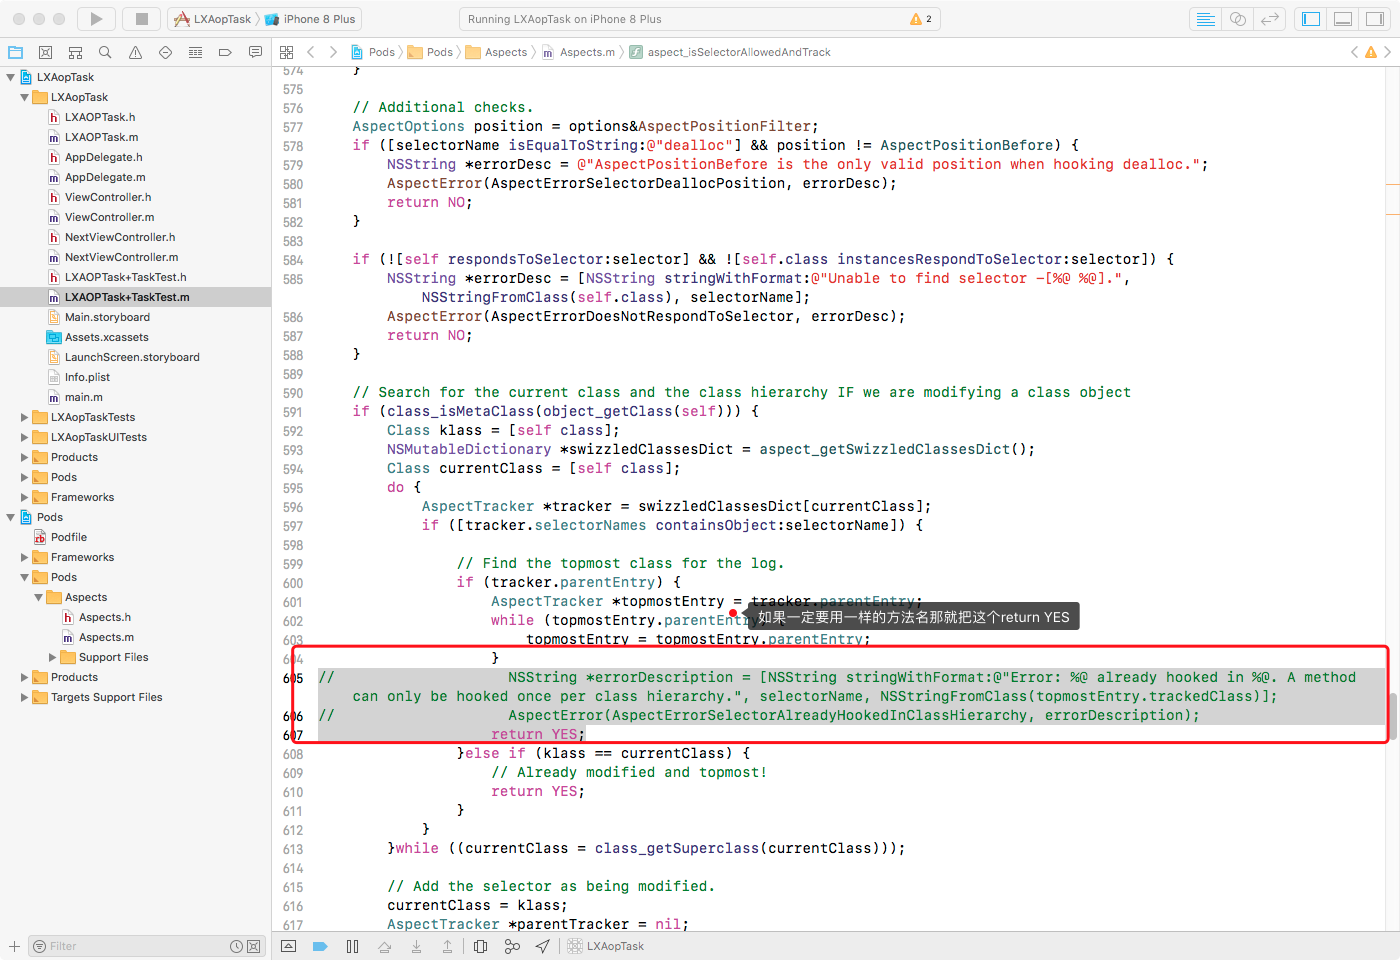 LXAopTask
iPhone 8 Plus
Running LXAopTask on iPhone 8 Plus
2
Pods
Pods
Aspects
m Aspects.m
f aspect_isSelectorAllowedAndTrack
LXAopTask
LXAopTask
h LXAOPTask.h
m LXAOPTask.m
h AppDelegate.h
m AppDelegate.m
h ViewController.h
m ViewController.m
h NextViewController.h
m NextViewController.m
h LXAOPTask+TaskTest.h
m LXAOPTask+TaskTest.m
Main.storyboard
Assets.xcassets
LaunchScreen.storyboard
Info.plist
m main.m
LXAopTaskTests
LXAopTaskUITests
Products
Pods
Frameworks
Pods
rb Podfile
Frameworks
Pods
Aspects
h Aspects.h
m Aspects.m
Support Files
Products
Targets Support Files
Filter
574 }
575
576 // Additional checks.
577 AspectOptions position = options&AspectPositionFilter;
578 if ([selectorName isEqualToString:@"dealloc"] && position != AspectPositionBefore) {
579 NSString *errorDesc = @"AspectPositionBefore is the only valid position when hooking dealloc.";
580 AspectError(AspectErrorSelectorDeallocPosition, errorDesc);
581 return NO;
582 }
583
584 if (![self respondsToSelector:selector] && ![self.class instancesRespondToSelector:selector]) {
585 NSString *errorDesc = [NSString stringWithFormat:@"Unable to find selector -[%@ %@].",
NSStringFromClass(self.class), selectorName];
586 AspectError(AspectErrorDoesNotRespondToSelector, errorDesc);
587 return NO;
588 }
589
590 // Search for the current class and the class hierarchy IF we are modifying a class object
591 if (class_isMetaClass(object_getClass(self))) {
592 Class klass = [self class];
593 NSMutableDictionary *swizzledClassesDict = aspect_getSwizzledClassesDict();
594 Class currentClass = [self class];
595 do {
596 AspectTracker *tracker = swizzledClassesDict[currentClass];
597 if ([tracker.selectorNames containsObject:selectorName]) {
598
599 // Find the topmost class for the log.
600 if (tracker.parentEntry) {
601 AspectTracker *topmostEntry = tracker.parentEntry;
602 while (topmostEntry.parentEntry) {
如果一定要用一样的方法名那就把这个return YES
603 topmostEntry = topmostEntry.parentEntry;
604 }
605 // NSString *errorDescription = [NSString stringWithFormat:@"Error: %@ already hooked in %@. A method
can only be hooked once per class hierarchy.", selectorName, NSStringFromClass(topmostEntry.trackedClass)];
606 // AspectError(AspectErrorSelectorAlreadyHookedInClassHierarchy, errorDescription);
607 return YES;
608 }else if (klass == currentClass) {
609 // Already modified and topmost!
610 return YES;
611 }
612 }
613 }while ((currentClass = class_getSuperclass(currentClass)));
614
615 // Add the selector as being modified.
616 currentClass = klass;
617 AspectTracker *parentTracker = nil;
LXAopTask